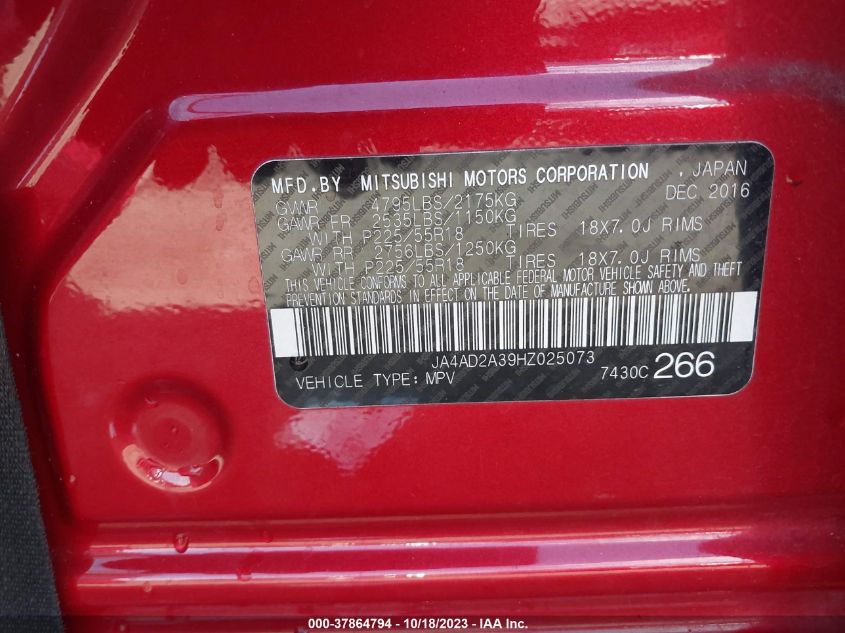 MFD.BY MITSUBISHI MOTORS CORPORATION , JAPAN
GVWR 4795LBS/2175KG DEC. 2016
GAWR FR 2535LBS/1150KG
WITH P225/55R18 TIRES 18X7.0J RIMS
GAWR RR 2756LBS/1250KG
WITH P225/55R18 TIRES 18X7.0J RIMS
THIS VEHICLE CONFORMS TO ALL APPLICABLE FEDERAL MOTOR VEHICLE SAFETY AND THEFT
PREVENTION STANDARDS IN EFFECT ON THE DATE OF MANUFACTURE SHOWN ABOVE.
JA4AD2A39HZ025073
VEHICLE TYPE: MPV 7430C 266
000-37864794 / 10/18/2023 - IAA Inc.